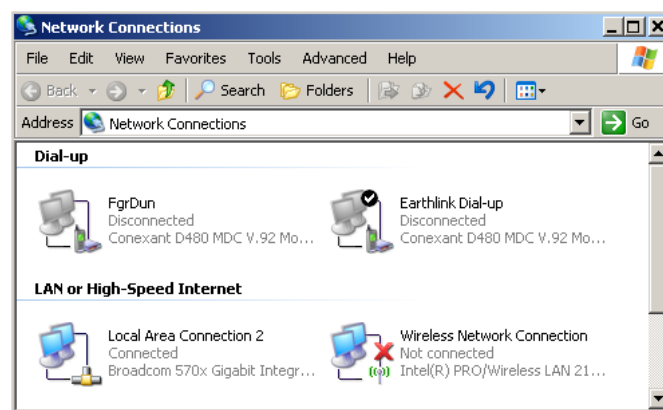 Network Connections
File Edit View Favorites Tools Advanced Help
Back Search Folders
Address Network Connections Go
Dial-up
FgrDun Earthlink Dial-up
Disconnected Disconnected
Conexant D480 MDC V.92 Mo... Conexant D480 MDC V.92 Mo...
LAN or High-Speed Internet
Local Area Connection 2 Wireless Network Connection
Connected Not connected
Broadcom 570x Gigabit Integr... Intel(R) PRO/Wireless LAN 21...